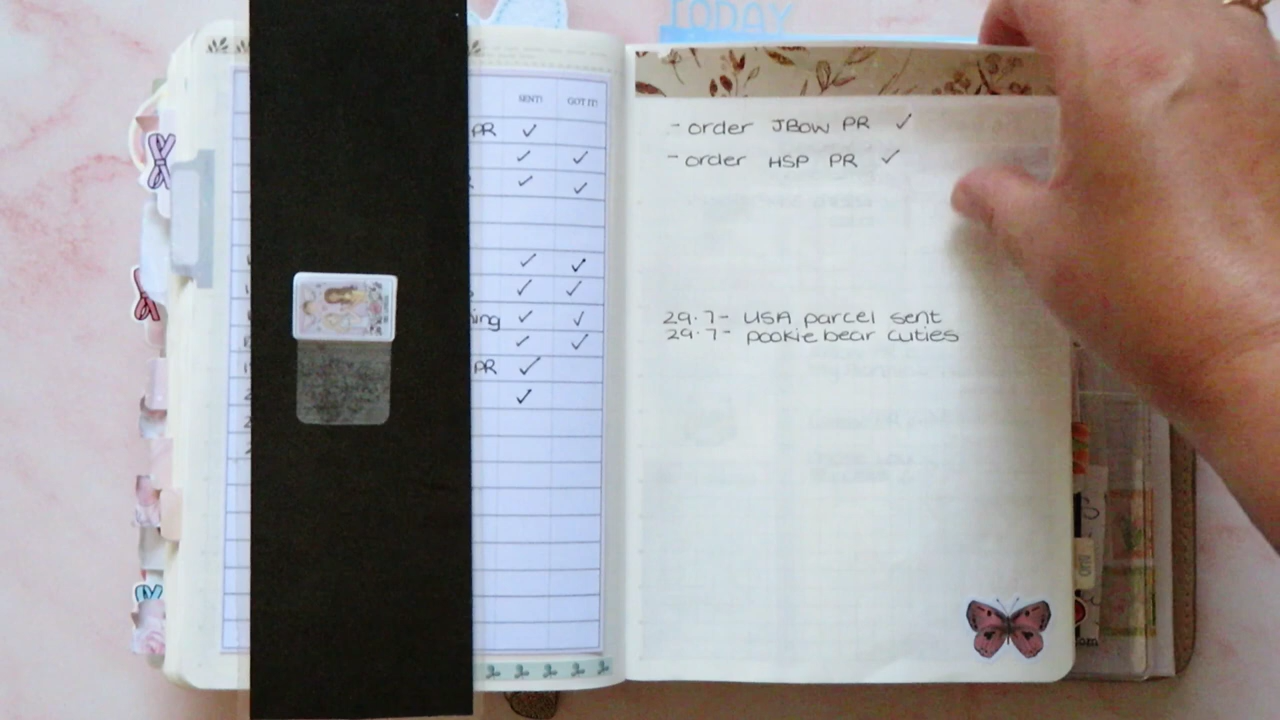 TODAY
SENT! GOT IT!
PR ✓
✓ ✓
✓ ✓
✓ ✓
✓ ✓
ing ✓ ✓
✓ ✓
PR ✓
✓
- order JBow PR ✓
- order HSP PR ✓
29.7- USA parcel sent
29.7- pookie bear cuties